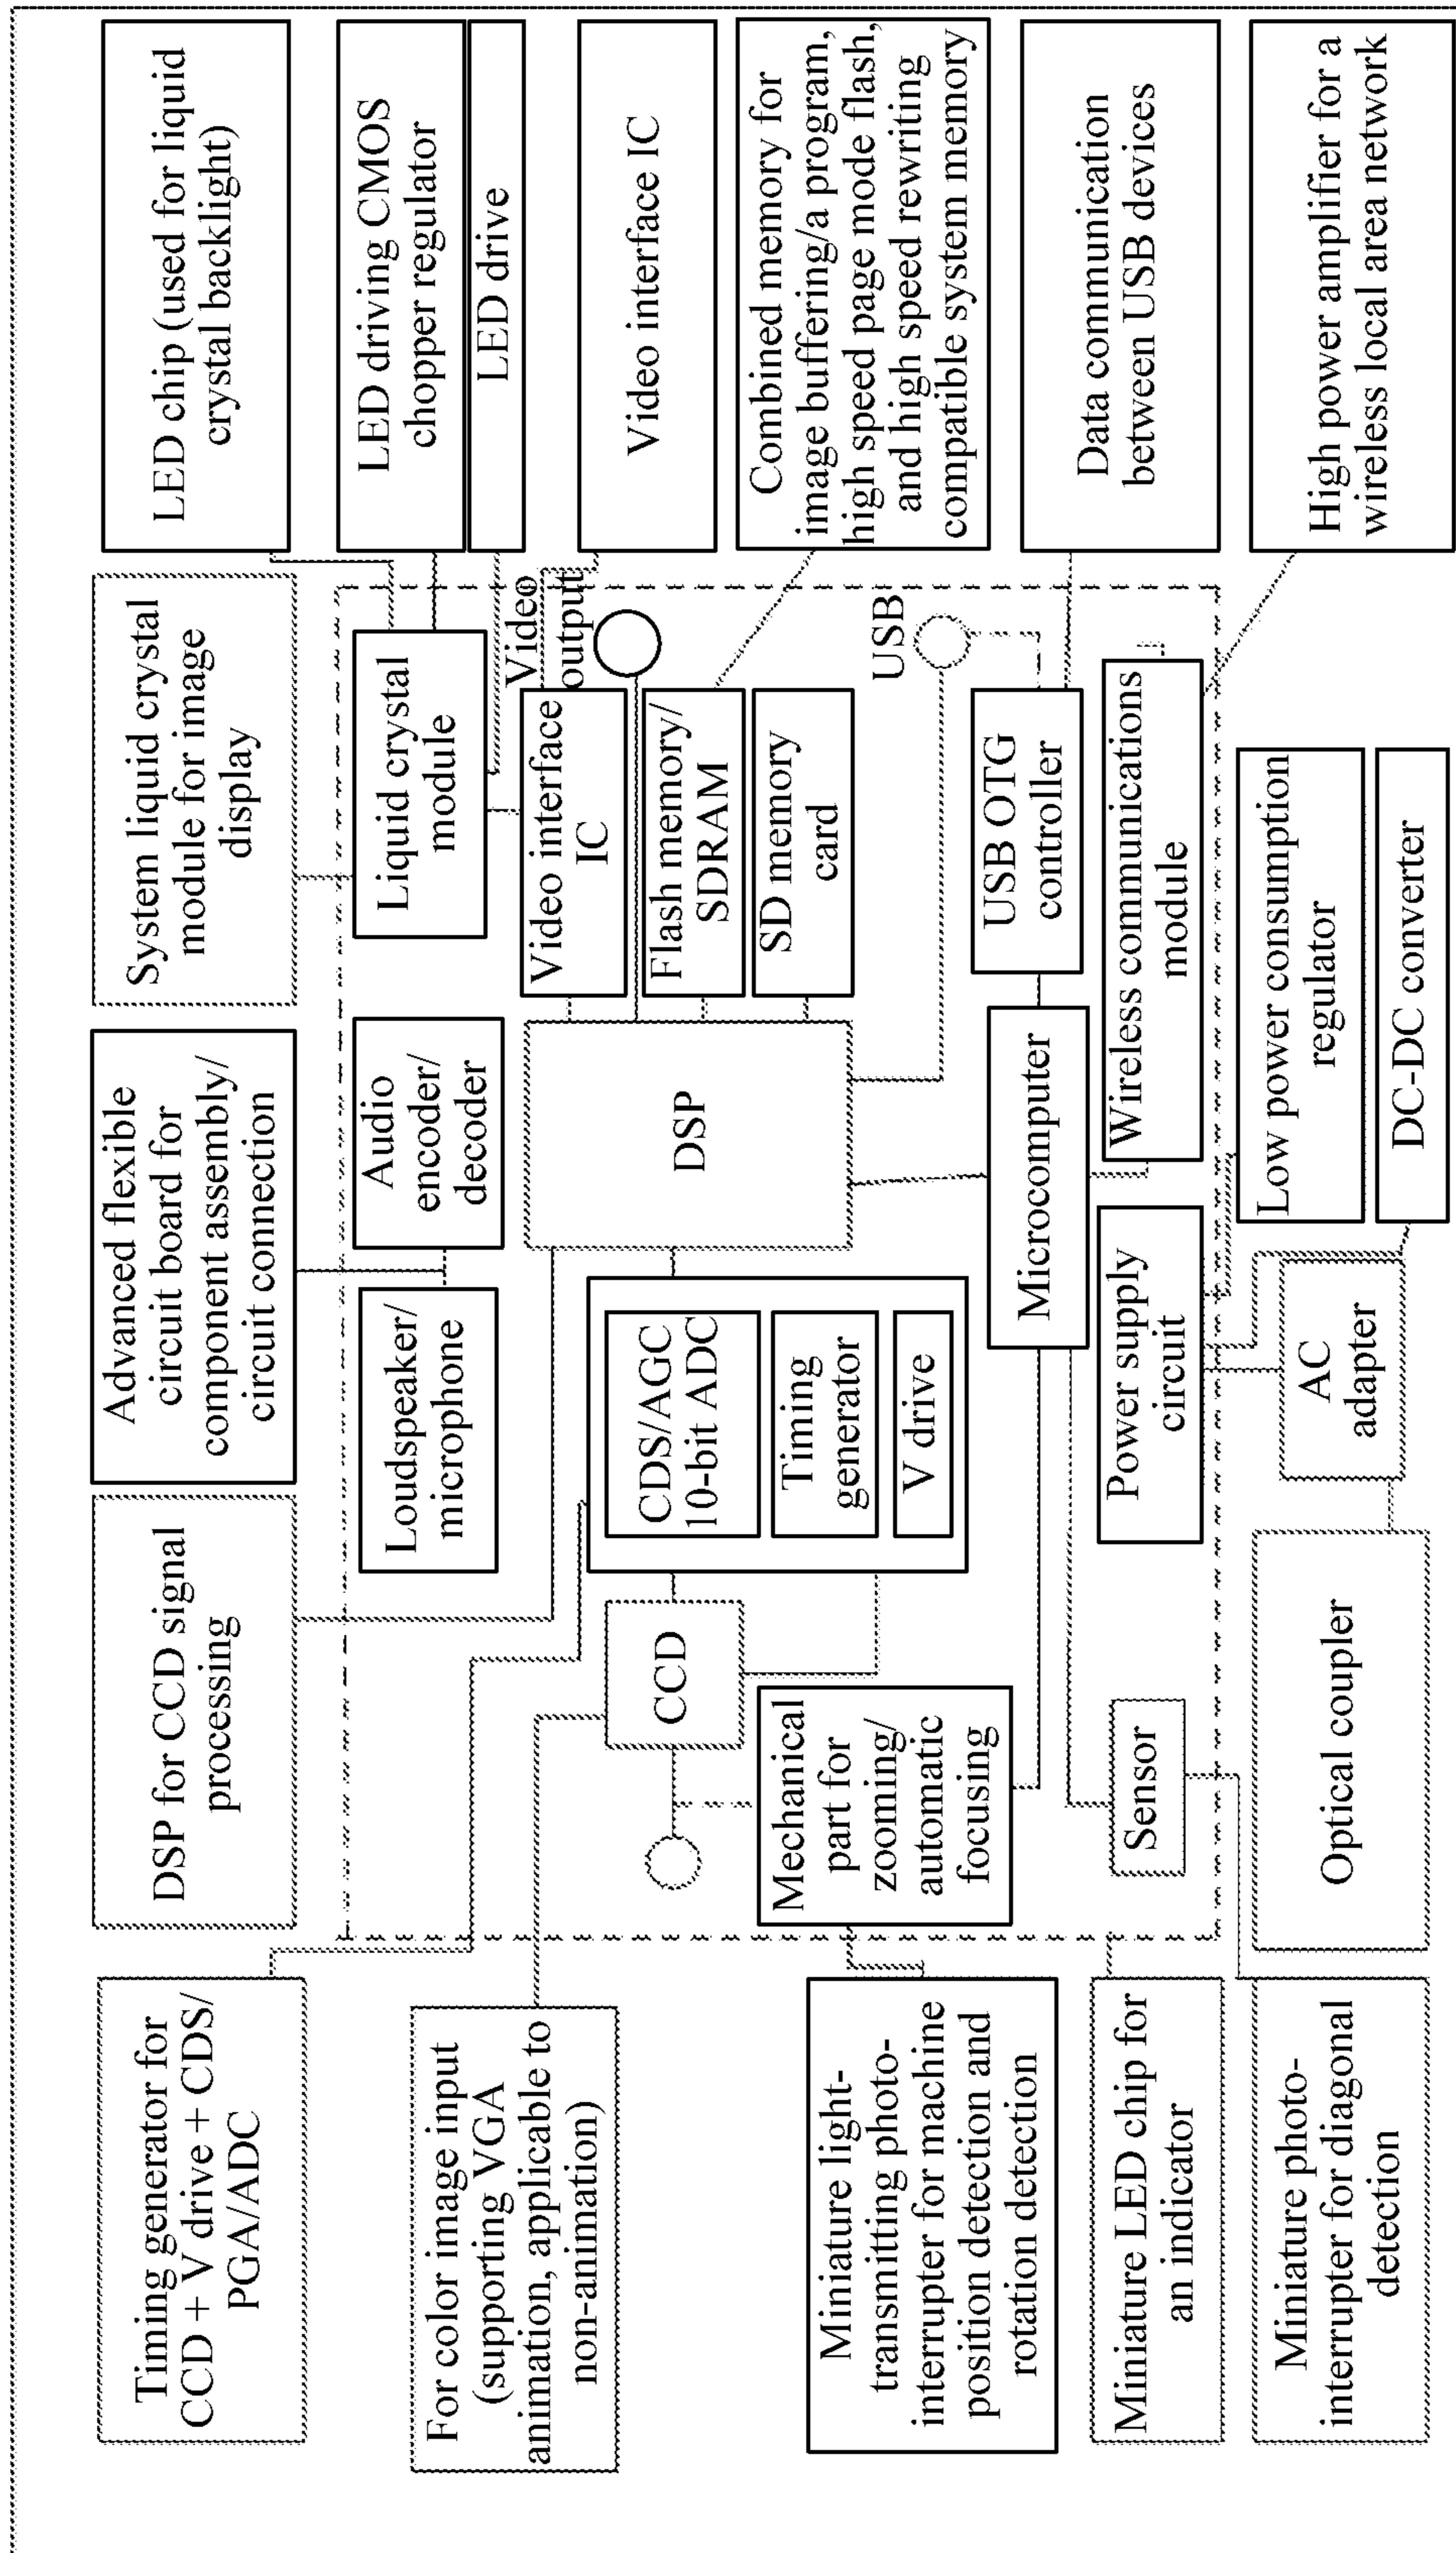 Timing generator for
CCD + V drive + CDS/
PGA/ADC
DSP for CCD signal
processing
Advanced flexible
circuit board for
component assembly/
circuit connection
System liquid crystal
module for image
display
LED chip (used for liquid
crystal backlight)
For color image input
(supporting VGA
animation, applicable to
non-animation)
Loudspeaker/
microphone
Audio
encoder/
decoder
Liquid crystal
module
LED driving CMOS
chopper regulator
LED drive
Video
output
Video interface IC
CCD
CDS/AGC
10-bit ADC
Timing
generator
V drive
DSP
Video interface
IC
Flash memory/
SDRAM
SD memory
card
Combined memory for
image buffering/a program,
high speed page mode flash,
and high speed rewriting
compatible system memory
Miniature light-
transmitting photo-
interrupter for machine
position detection and
rotation detection
Mechanical
part for
zooming/
automatic
focusing
Microcomputer
USB OTG
controller
USB
Data communication
between USB devices
Miniature LED chip for
an indicator
Sensor
Power supply
circuit
Wireless communications
module
High power amplifier for a
wireless local area network
Miniature photo-
interrupter for diagonal
detection
Optical coupler
AC
adapter
Low power consumption
regulator
DC-DC converter